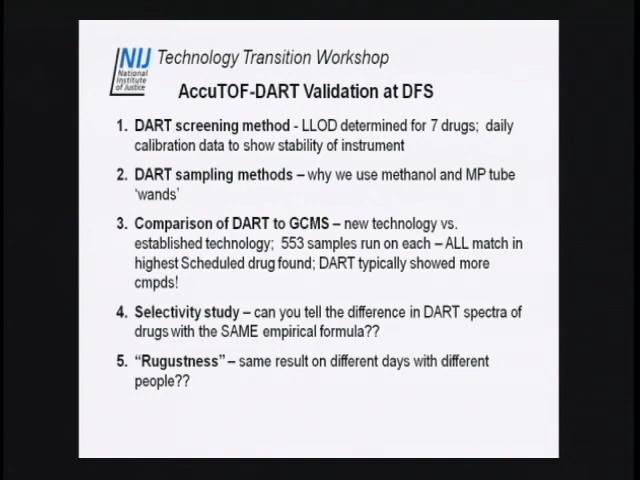 NIJ
National
Institute
of Justice
Technology Transition Workshop
AccuTOF-DART Validation at DFS
1. DART screening method - LLOD determined for 7 drugs; daily
calibration data to show stability of instrument
2. DART sampling methods – why we use methanol and MP tube
'wands'
3. Comparison of DART to GCMS – new technology vs.
established technology; 553 samples run on each – ALL match in
highest Scheduled drug found; DART typically showed more
cmpds!
4. Selectivity study – can you tell the difference in DART spectra of
drugs with the SAME empirical formula??
5. “Rugustness” – same result on different days with different
people??